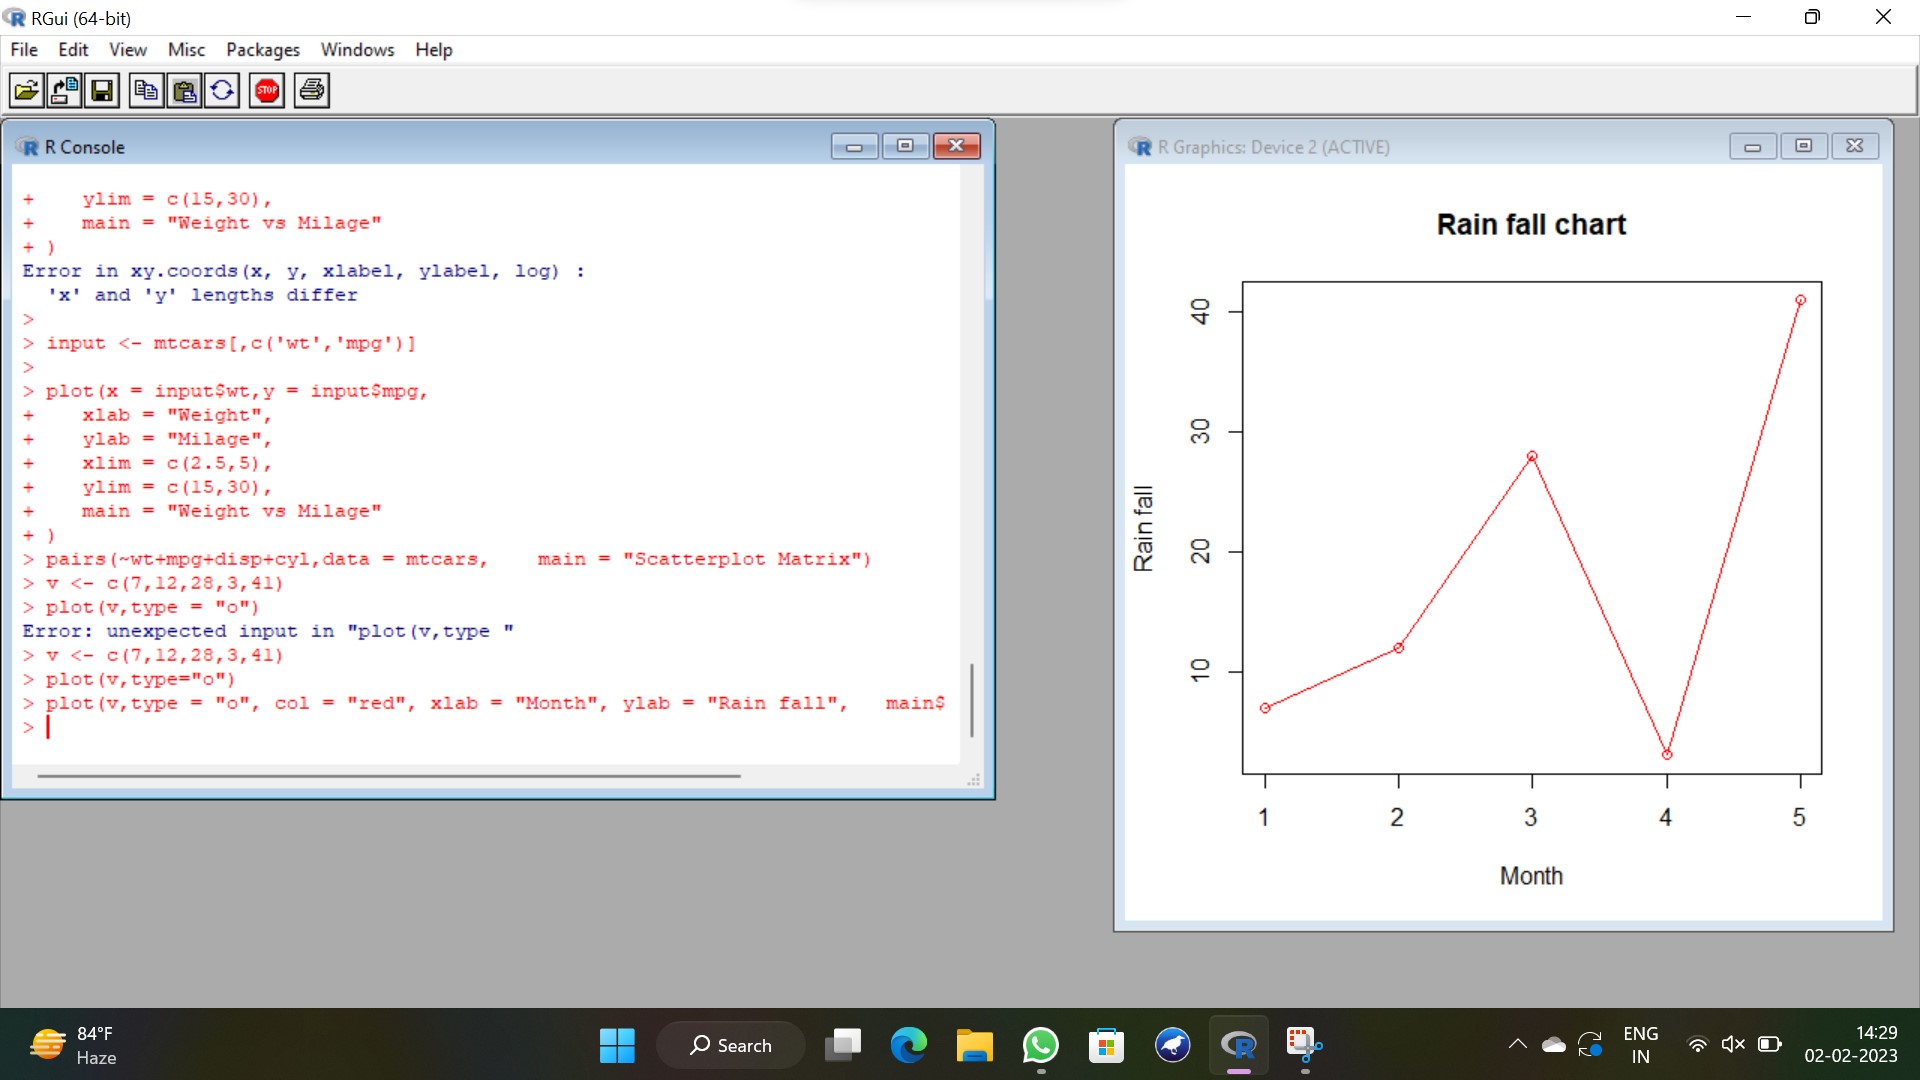 RGui (64-bit)
File Edit View Misc Packages Windows Help
STOP
R Console
+     ylim = c(15,30),
+     main = "Weight vs Milage"
+ )
Error in xy.coords(x, y, xlabel, ylabel, log) :
  'x' and 'y' lengths differ
>
> input <- mtcars[,c('wt','mpg')]
>
> plot(x = input$wt,y = input$mpg,
+     xlab = "Weight",
+     ylab = "Milage",
+     xlim = c(2.5,5),
+     ylim = c(15,30),
+     main = "Weight vs Milage"
+ )
> pairs(~wt+mpg+disp+cyl,data = mtcars,    main = "Scatterplot Matrix")
> v <- c(7,12,28,3,41)
> plot(v,type = "o")
Error: unexpected input in "plot(v,type "
> v <- c(7,12,28,3,41)
> plot(v,type="o")
> plot(v,type = "o", col = "red", xlab = "Month", ylab = "Rain fall",   main$
>
R Graphics: Device 2 (ACTIVE)
Rain fall chart
Rain fall
40
30
20
10
1 2 3 4 5
Month
84°F
Haze
Search
ENG
IN
14:29
02-02-2023